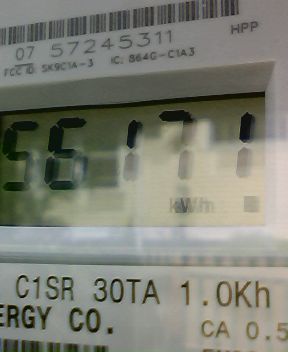 07 57245311
HPP
FCC ID: SK9C1A-3 IC: 864G-C1A3
56171
kWh
C1SR 30TA 1.0Kh
ERGY CO.
CA 0.5